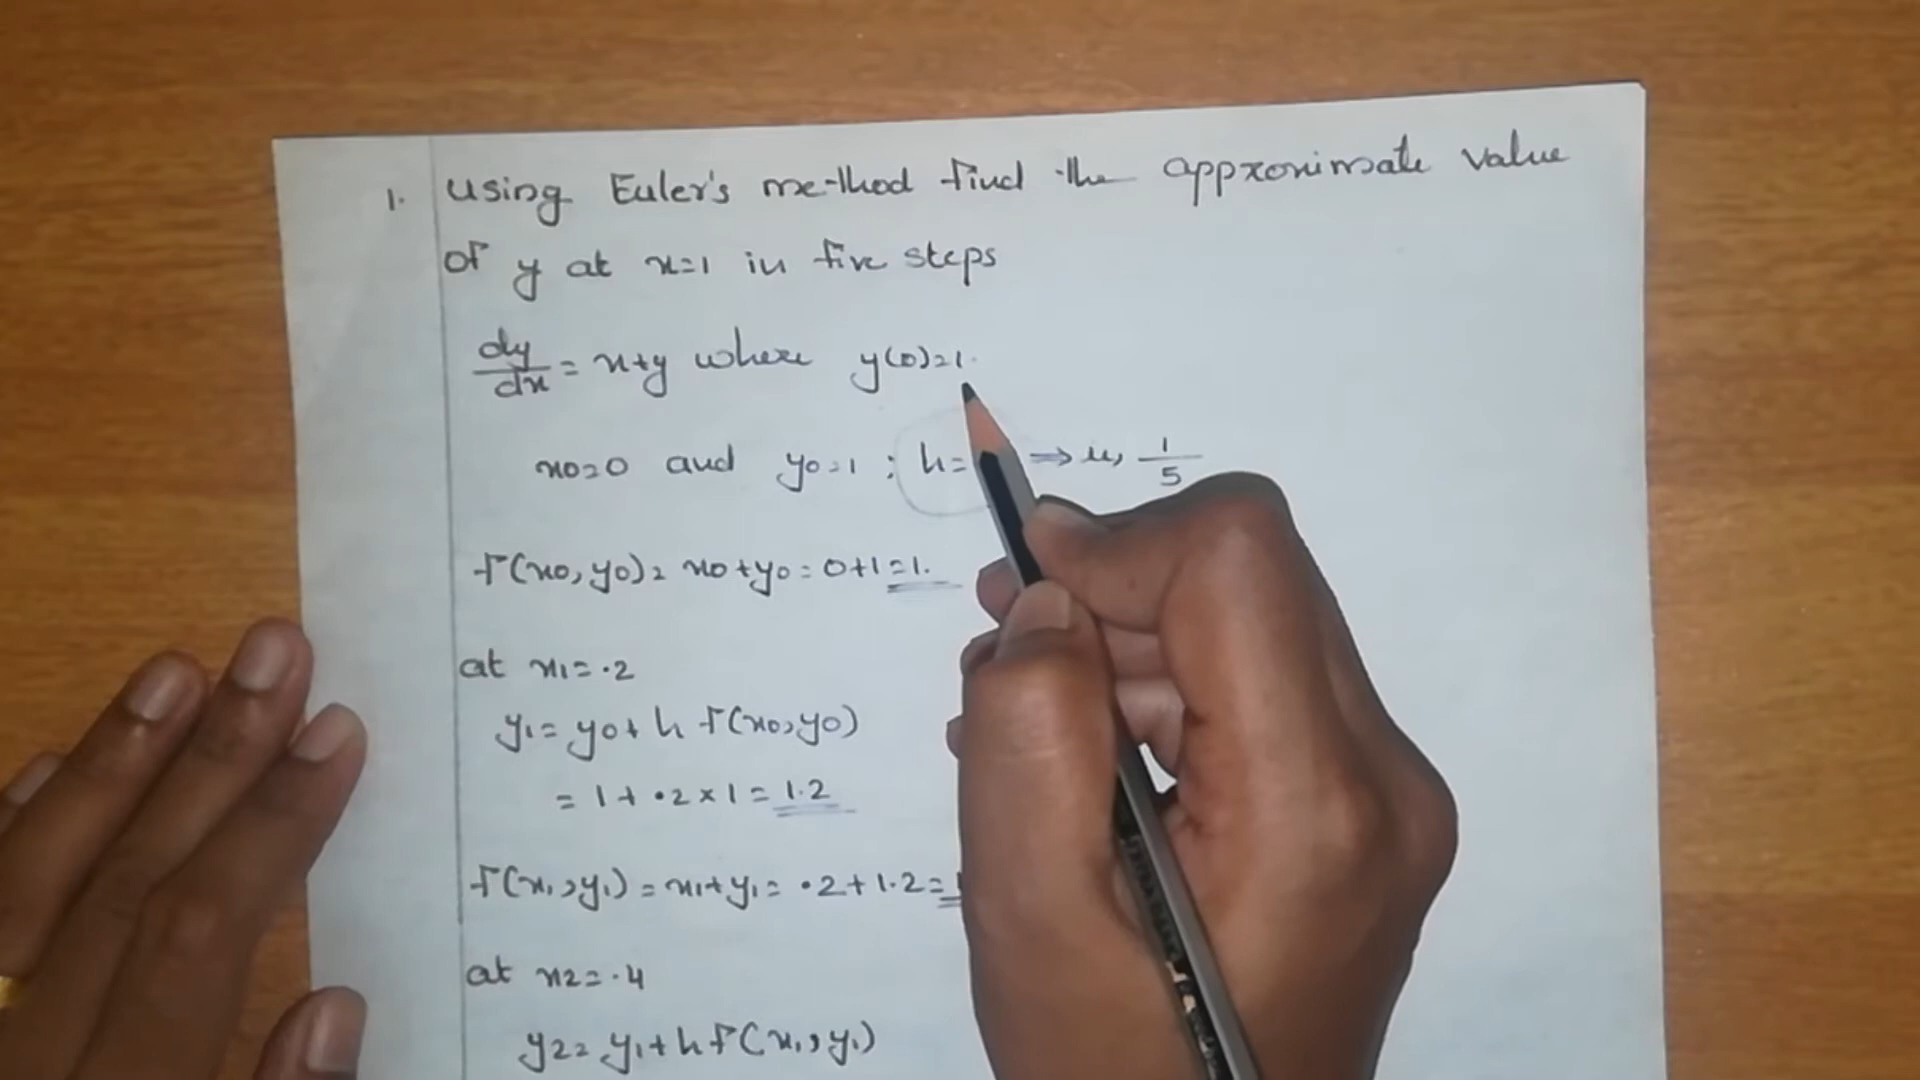 1. using Euler's method find the approximate value
of y at x=1 in five steps
dy/dx = x+y where y(0)=1.
x0=0 and y0=1 ; h= ⇒ ie, 1/5
f(x0,y0)= x0+y0=0+1=1.
at x1=.2
y1= y0+ h f(x0,y0)
= 1+ .2×1=1.2
f(x1,y1)= x1+y1= .2+1.2=
at x2=.4
y2= y1+hf(x1,y1)